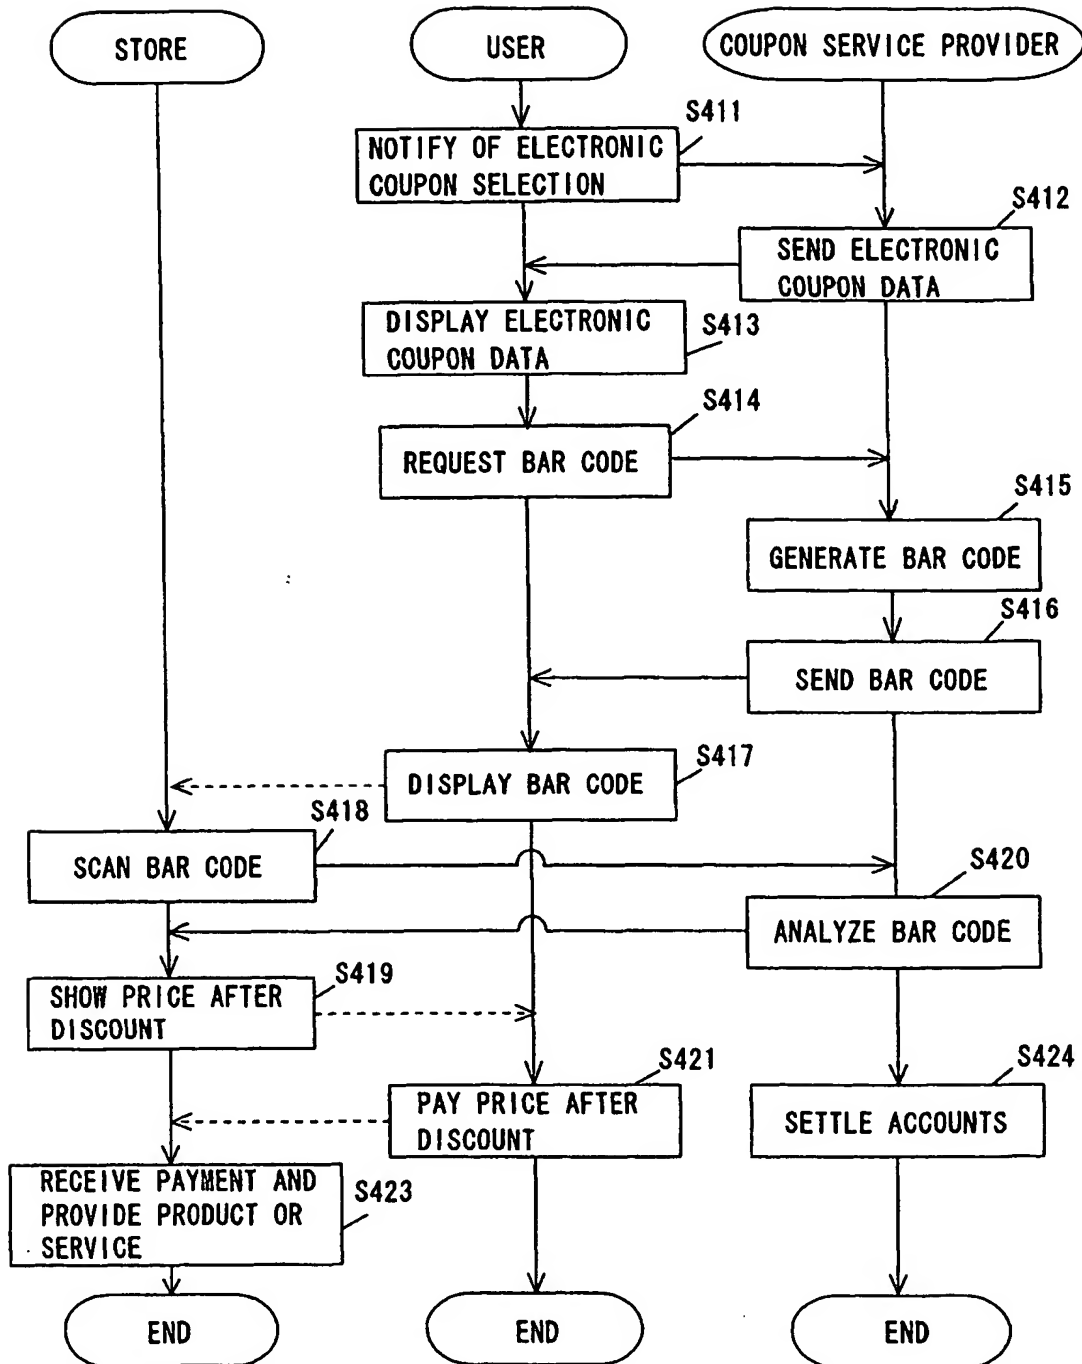 STORE
USER
COUPON SERVICE PROVIDER
S411
NOTIFY OF ELECTRONIC
COUPON SELECTION
S412
SEND ELECTRONIC
COUPON DATA
DISPLAY ELECTRONIC
COUPON DATA
S413
S414
REQUEST BAR CODE
S415
GENERATE BAR CODE
S416
SEND BAR CODE
S417
DISPLAY BAR CODE
S418
SCAN BAR CODE
S420
ANALYZE BAR CODE
S419
SHOW PRICE AFTER
DISCOUNT
S421
PAY PRICE AFTER
DISCOUNT
S424
SETTLE ACCOUNTS
RECEIVE PAYMENT AND
PROVIDE PRODUCT OR
SERVICE
S423
END
END
END